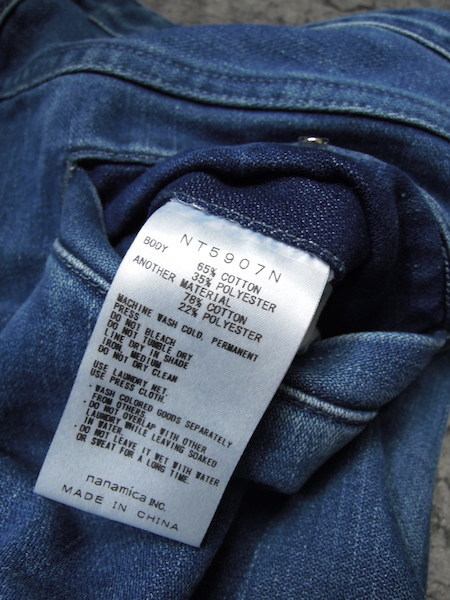 NT5907N
BODY 65% COTTON
35% POLYESTER
ANOTHER MATERIAL
78% COTTON
22% POLYESTER
MACHINE WASH COLD, PERMANENT
PRESS
DO NOT BLEACH
DO NOT TUMBLE DRY
LINE DRY IN SHADE
IRON, MEDIUM
DO NOT DRY CLEAN
USE LAUNDRY NET.
USE PRESS CLOTH.
・WASH COLORED GOODS SEPARATELY
FROM OTHERS.
・DO NOT OVERLAP WITH OTHER
LAUNDRY WHILE LEAVING SOAKED
IN WATER.
・DO NOT LEAVE IT WET WITH WATER
OR SWEAT FOR A LONG TIME.
nanamica INC.
MADE IN CHINA